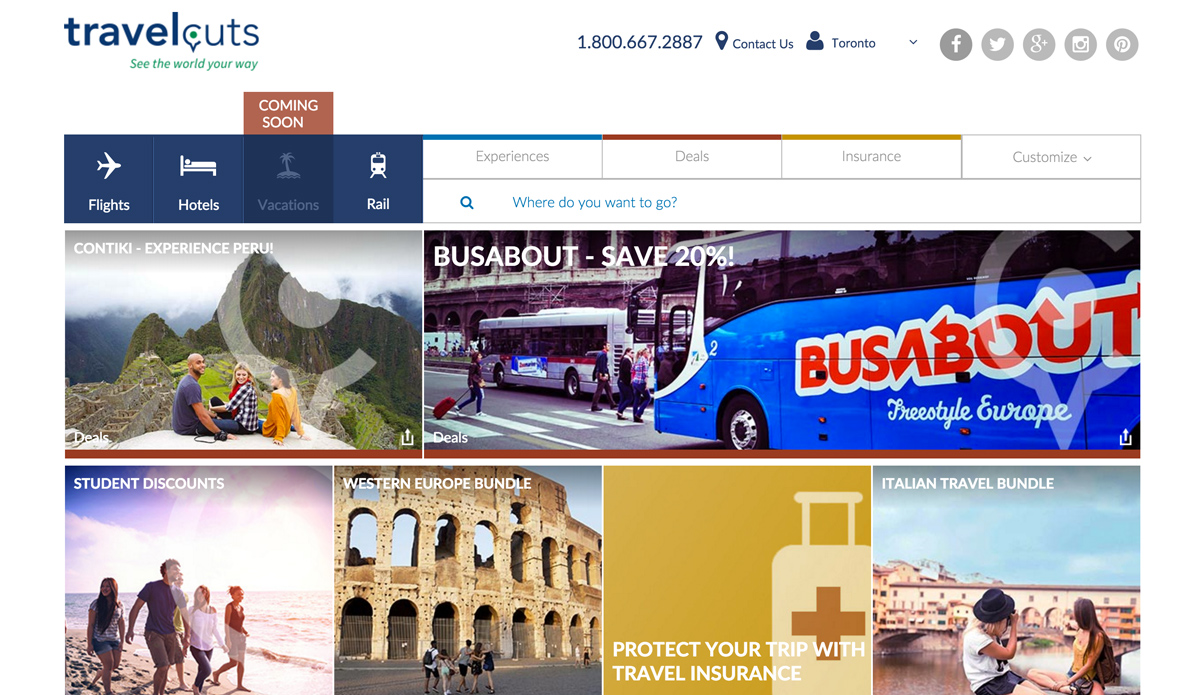 travelcuts
See the world your way
1.800.667.2887
Contact Us
Toronto
COMING
SOON
Flights
Hotels
Vacations
Rail
Experiences
Deals
Insurance
Customize
Where do you want to go?
CONTIKI - EXPERIENCE PERU!
Deals
BUSABOUT - SAVE 20%!
2
BUSABOUT
Freestyle Europe
Deals
STUDENT DISCOUNTS
WESTERN EUROPE BUNDLE
PROTECT YOUR TRIP WITH
TRAVEL INSURANCE
ITALIAN TRAVEL BUNDLE